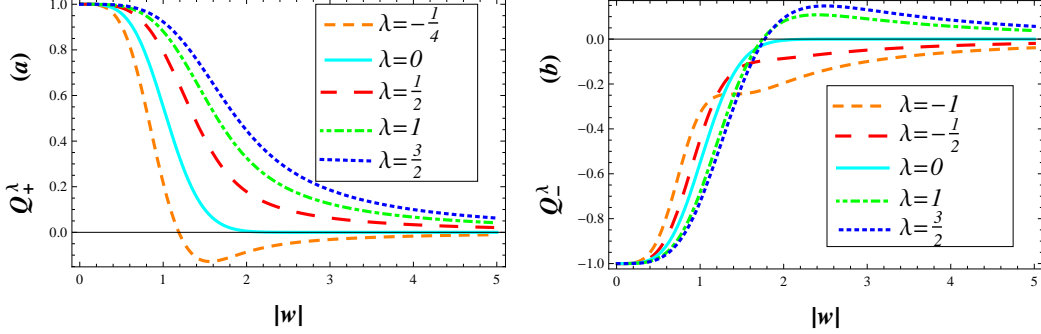 (a)
Q₊^λ
1.0
0.8
0.6
0.4
0.2
0.0
λ=-1/4
λ=0
λ=1/2
λ=1
λ=3/2
0 1 2 3 4 5
|w|
(b)
Q₋^λ
0.0
-0.2
-0.4
-0.6
-0.8
-1.0
λ=-1
λ=-1/2
λ=0
λ=1
λ=3/2
0 1 2 3 4 5
|w|